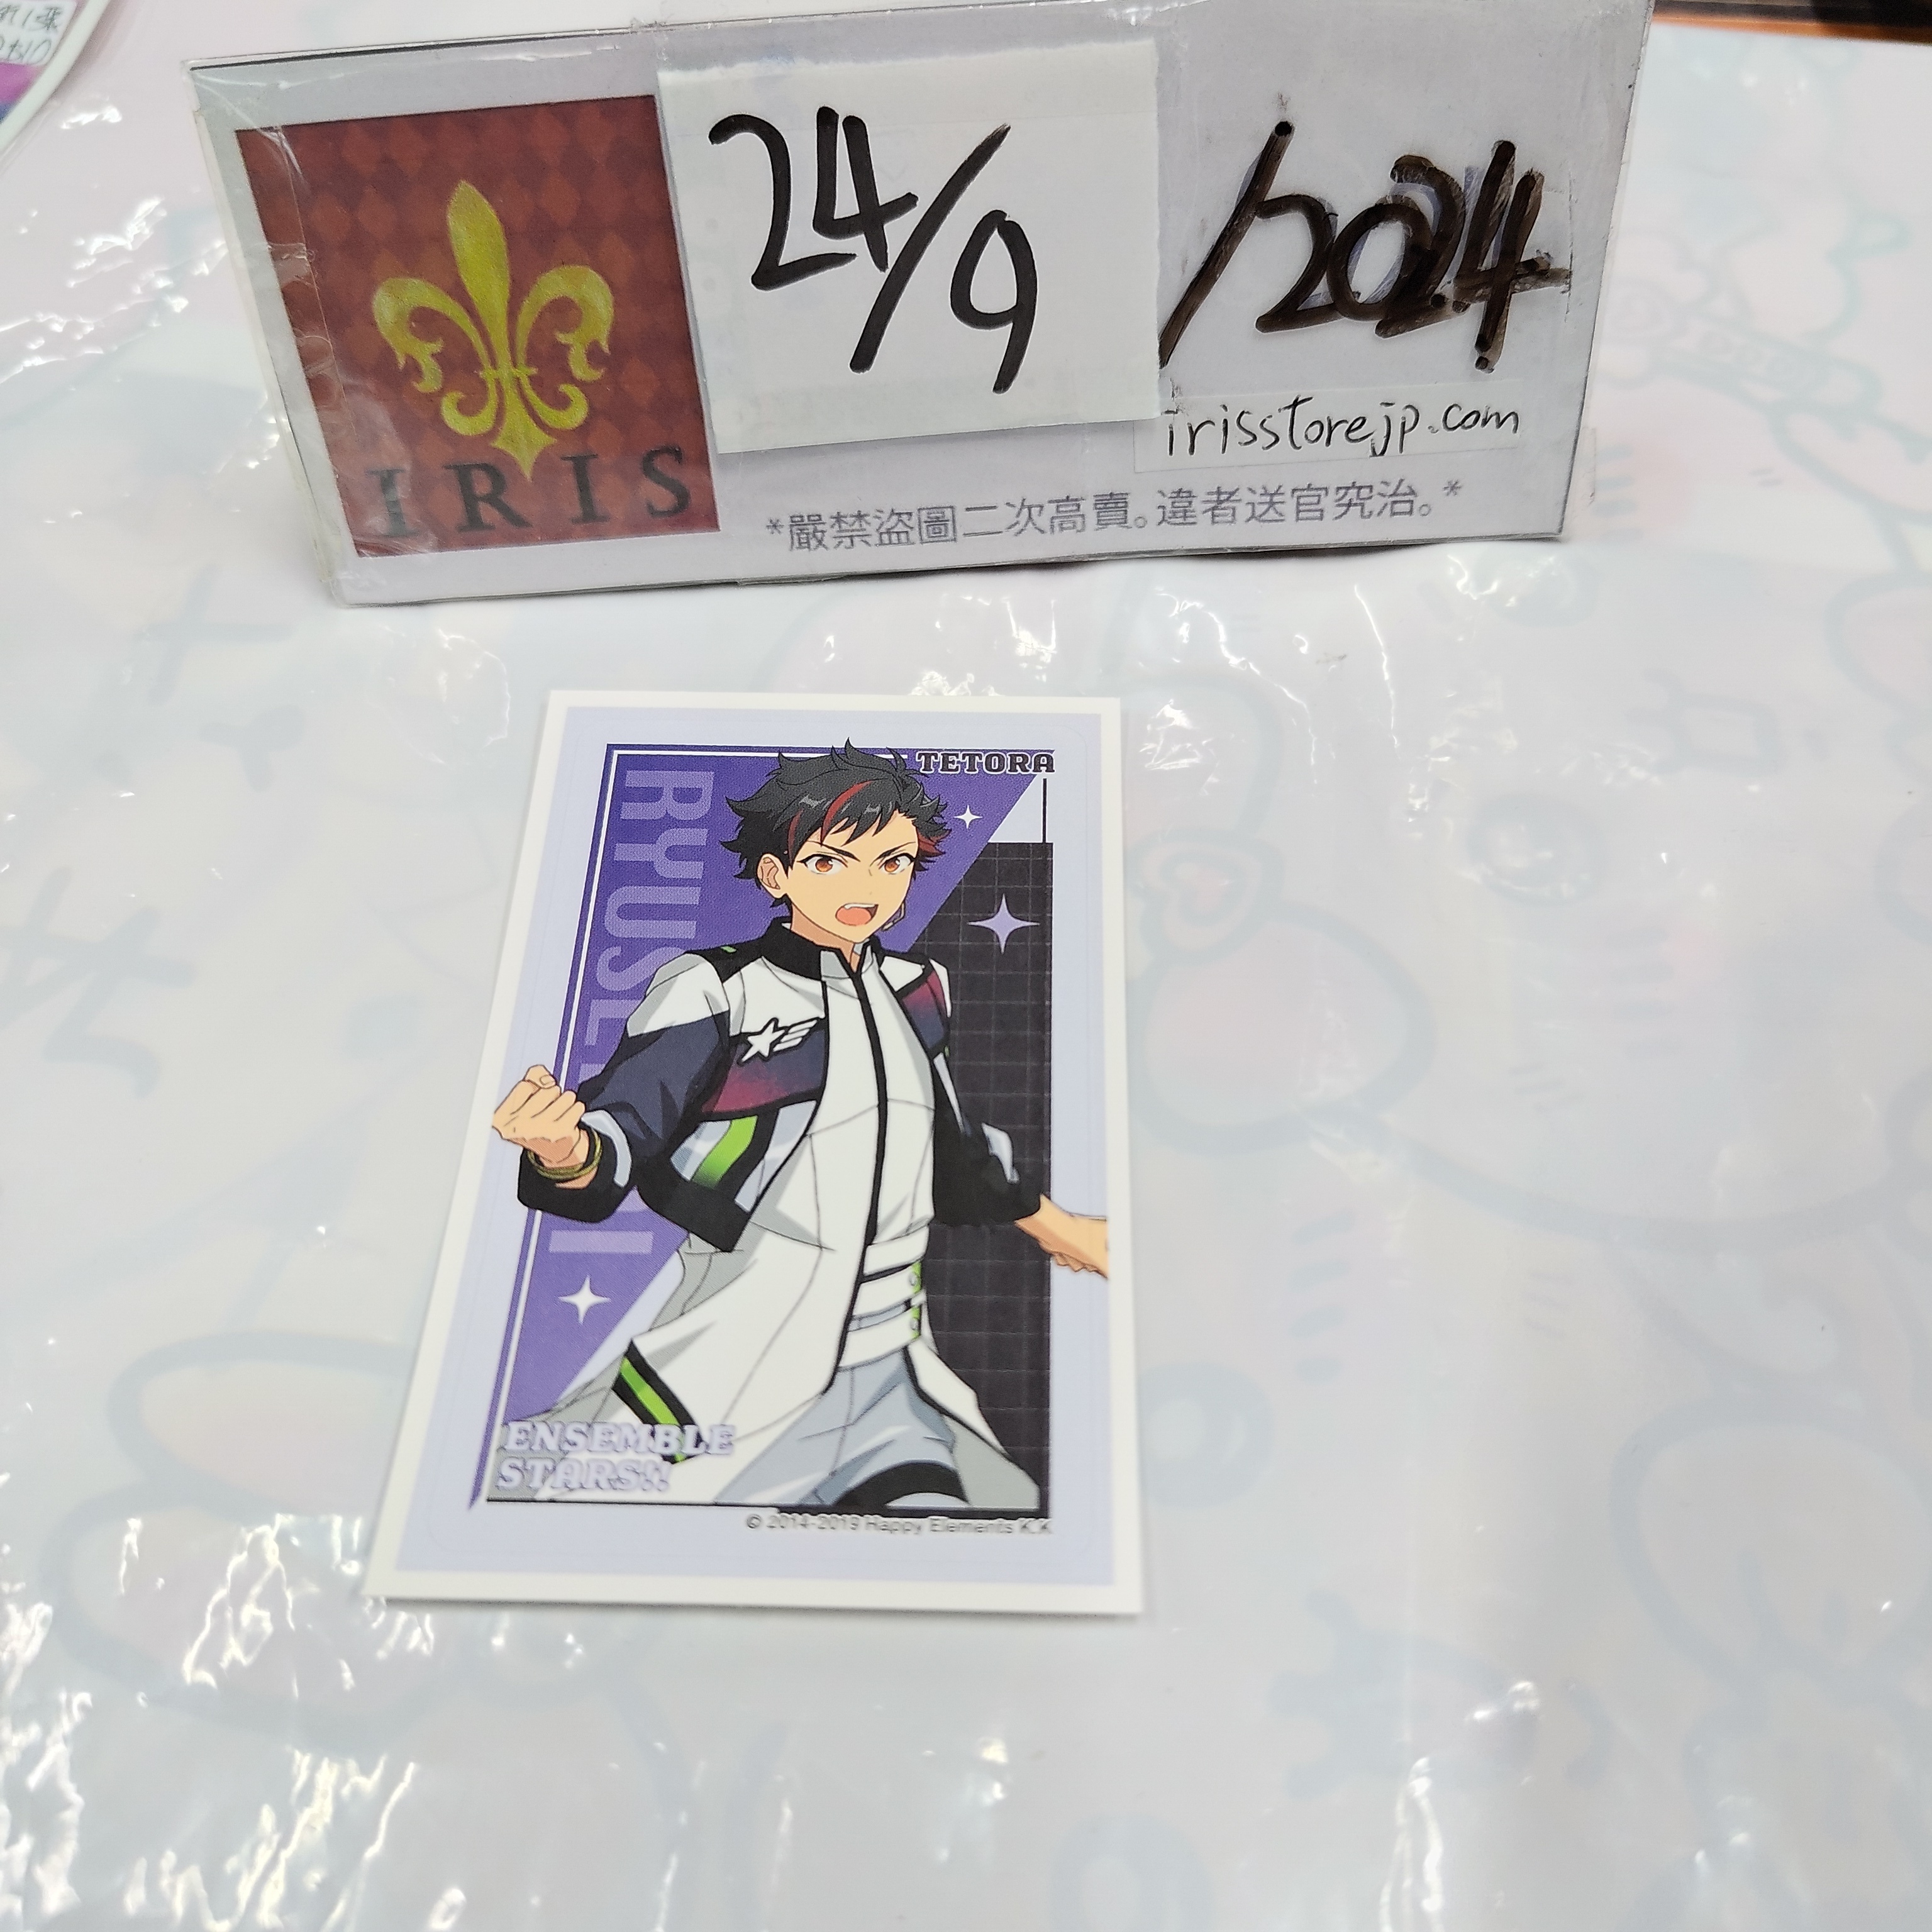 24/9
/2024
IRIS
irisstorejp.com
*嚴禁盜圖二次高賣。違者送官究治。*
TETORA
ENSEMBLE
STARS!!
© 2014-2019 Happy Elements K.K